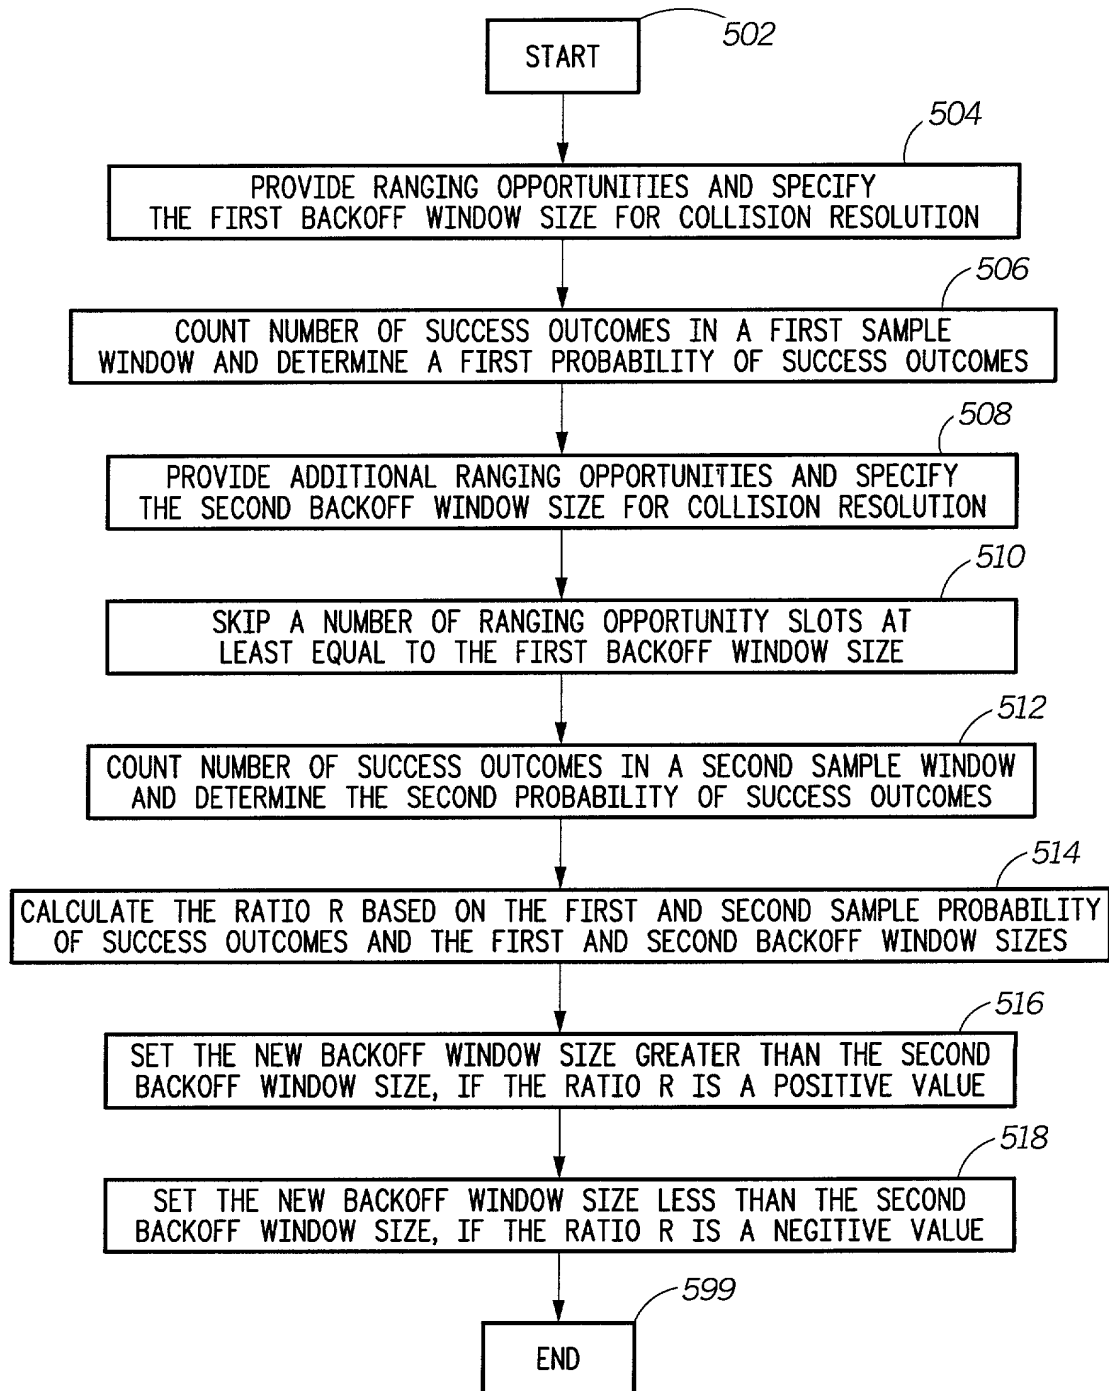 502
START
504
PROVIDE RANGING OPPORTUNITIES AND SPECIFY
THE FIRST BACKOFF WINDOW SIZE FOR COLLISION RESOLUTION
506
COUNT NUMBER OF SUCCESS OUTCOMES IN A FIRST SAMPLE
WINDOW AND DETERMINE A FIRST PROBABILITY OF SUCCESS OUTCOMES
508
PROVIDE ADDITIONAL RANGING OPPORTUNITIES AND SPECIFY
THE SECOND BACKOFF WINDOW SIZE FOR COLLISION RESOLUTION
510
SKIP A NUMBER OF RANGING OPPORTUNITY SLOTS AT
LEAST EQUAL TO THE FIRST BACKOFF WINDOW SIZE
512
COUNT NUMBER OF SUCCESS OUTCOMES IN A SECOND SAMPLE WINDOW
AND DETERMINE THE SECOND PROBABILITY OF SUCCESS OUTCOMES
514
CALCULATE THE RATIO R BASED ON THE FIRST AND SECOND SAMPLE PROBABILITY
OF SUCCESS OUTCOMES AND THE FIRST AND SECOND BACKOFF WINDOW SIZES
516
SET THE NEW BACKOFF WINDOW SIZE GREATER THAN THE SECOND
BACKOFF WINDOW SIZE, IF THE RATIO R IS A POSITIVE VALUE
518
SET THE NEW BACKOFF WINDOW SIZE LESS THAN THE SECOND
BACKOFF WINDOW SIZE, IF THE RATIO R IS A NEGITIVE VALUE
599
END